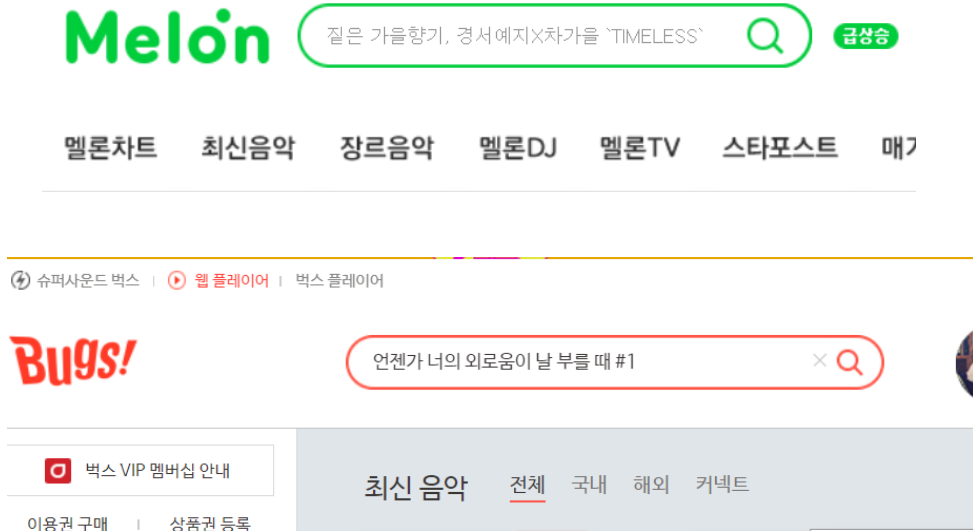 Melon 짙은 가을향기, 경서예지X차가을 `TIMELESS` 급상승
멜론차트 최신음악 장르음악 멜론DJ 멜론TV 스타포스트
슈퍼사운드 벅스 웹 플레이어 벅스 플레이어
Bugs! 언젠가 너의 외로움이 날 부를 때 #1
벅스 VIP 멤버십 안내
최신 음악 전체 국내 해외 커넥트
이용권 구매 상품권 등록